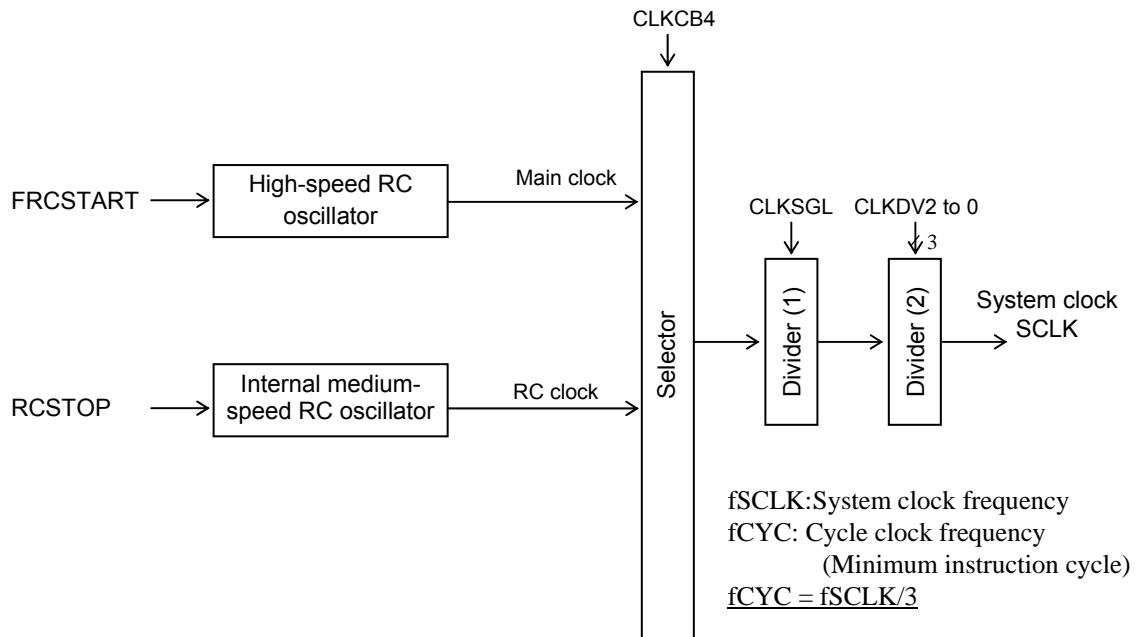 CLKCB4
FRCSTART
High-speed RC
oscillator
Main clock
CLKSGL
CLKDV2 to 0
3
Selector
Divider (1)
Divider (2)
System clock
SCLK
RCSTOP
Internal medium-
speed RC oscillator
RC clock
fSCLK:System clock frequency
fCYC: Cycle clock frequency
(Minimum instruction cycle)
fCYC = fSCLK/3